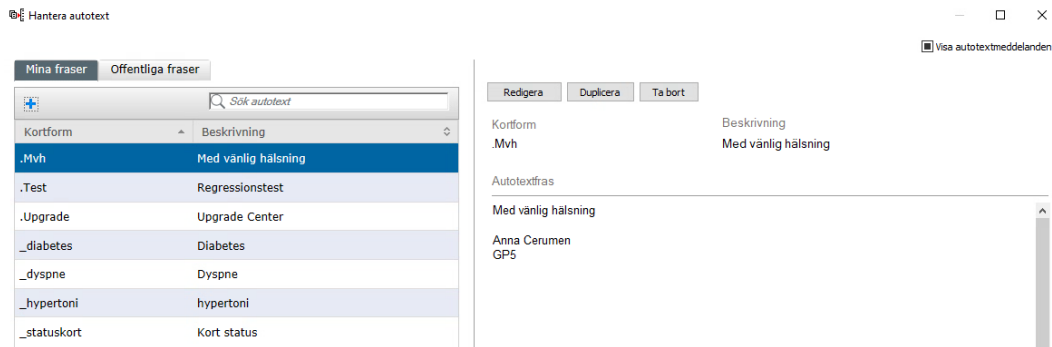 Hantera autotext
Visa autotextmeddelanden
Mina fraser Offentliga fraser
Sök autotext
Kortform Beskrivning
.Mvh Med vänlig hälsning
.Test Regressionstest
.Upgrade Upgrade Center
_diabetes Diabetes
_dyspne Dyspne
_hypertoni hypertoni
_statuskort Kort status
Redigera Duplicera Ta bort
Kortform Beskrivning
.Mvh Med vänlig hälsning
Autotextfras
Med vänlig hälsning
Anna Cerumen
GP5